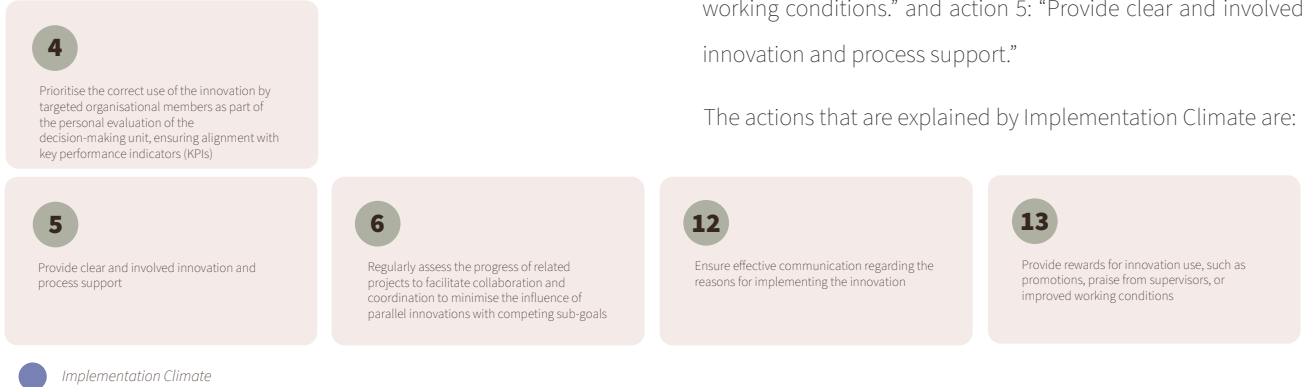 working conditions.” and action 5: “Provide clear and involved
innovation and process support.”
The actions that are explained by Implementation Climate are:
4
Prioritise the correct use of the innovation by
targeted organisational members as part of
the personal evaluation of the
decision-making unit, ensuring alignment with
key performance indicators (KPIs)
5
Provide clear and involved innovation and
process support
6
Regularly assess the progress of related
projects to facilitate collaboration and
coordination to minimise the influence of
parallel innovations with competing sub-goals
12
Ensure effective communication regarding the
reasons for implementing the innovation
13
Provide rewards for innovation use, such as
promotions, praise from supervisors, or
improved working conditions
Implementation Climate